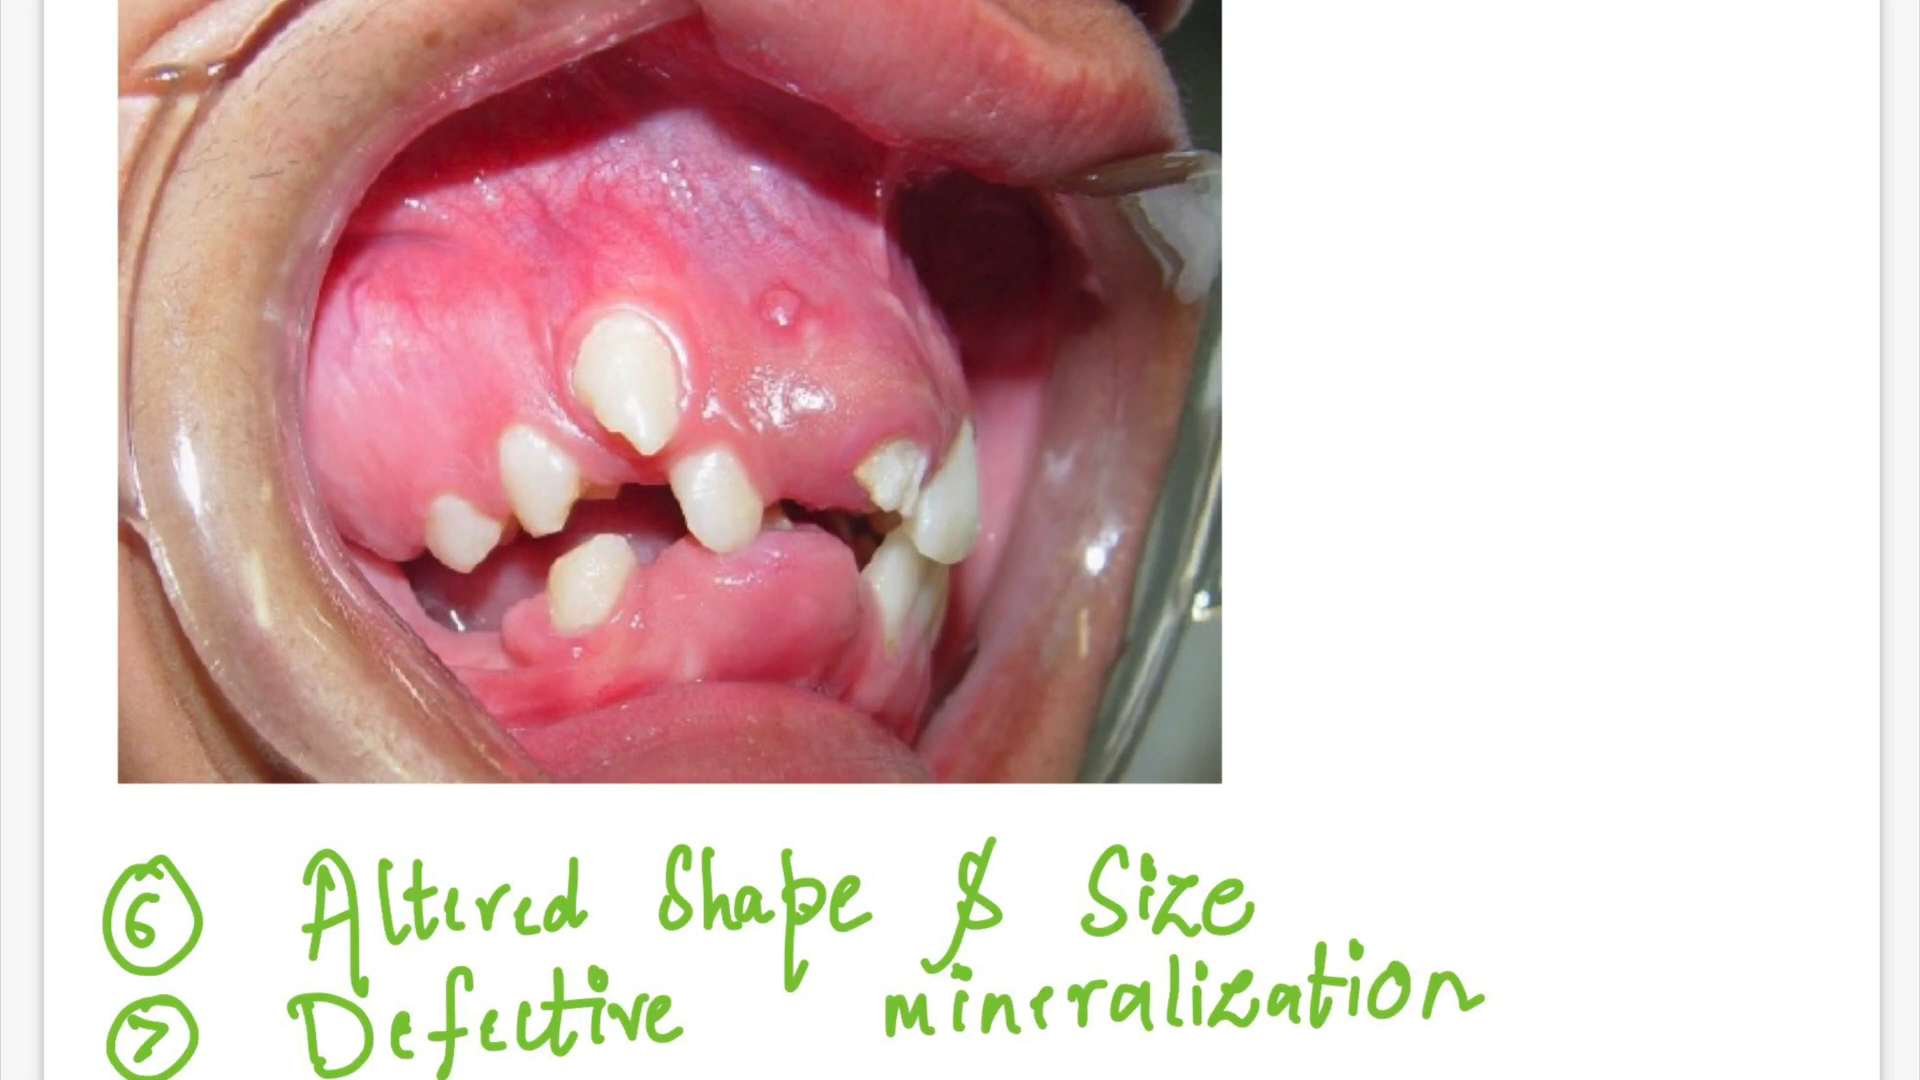 ⑥ Altered Shape & Size
⑦ Defective mineralization